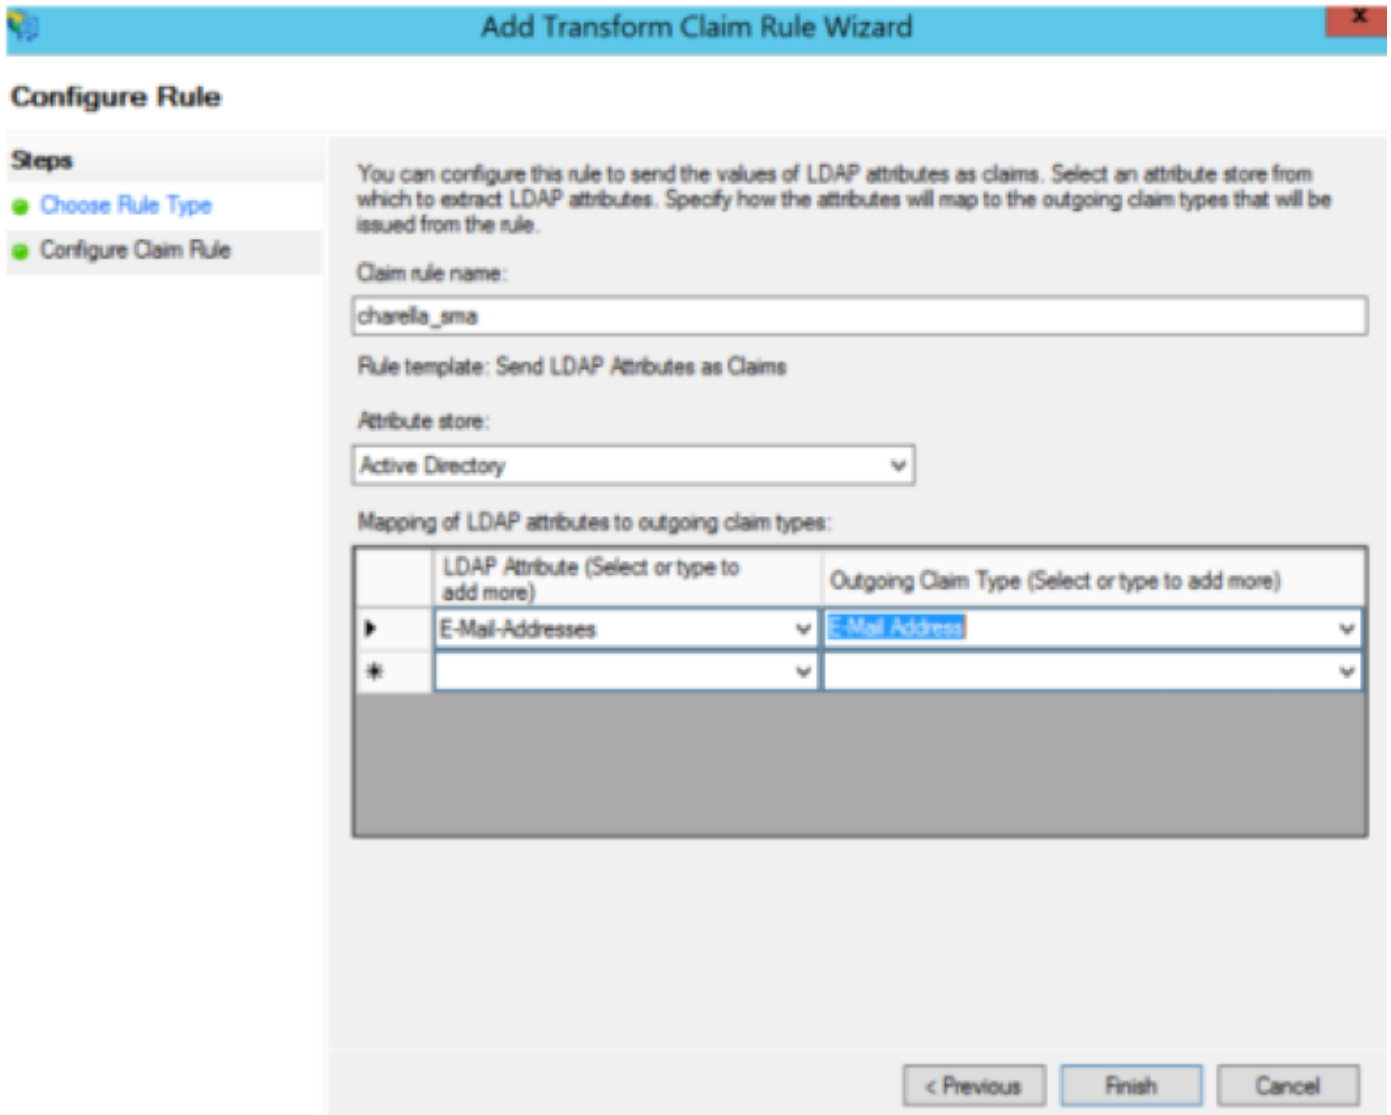 Add Transform Claim Rule Wizard
x
Configure Rule
Steps
Choose Rule Type
Configure Claim Rule
You can configure this rule to send the values of LDAP attributes as claims. Select an attribute store from
which to extract LDAP attributes. Specify how the attributes will map to the outgoing claim types that will be
issued from the rule.
Claim rule name:
charella_sma
Rule template: Send LDAP Attributes as Claims
Attribute store:
Active Directory
Mapping of LDAP attributes to outgoing claim types:
LDAP Attribute (Select or type to
add more)
Outgoing Claim Type (Select or type to add more)
E-Mail-Addresses
E-Mail Address
< Previous
Finish
Cancel